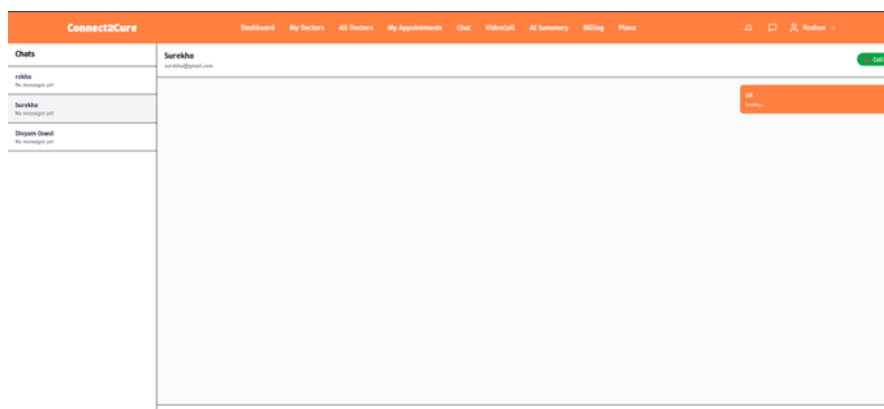 Connect2Cure Dashboard My Doctors All Doctors My Appointments Chat VideoCall AI Summary Billing Plans Roshan
Chats
rekha
No messages yet
Surekha
No messages yet
Divyam Oswal
No messages yet
Surekha
surekha@gmail.com
Call
hii
Sending...